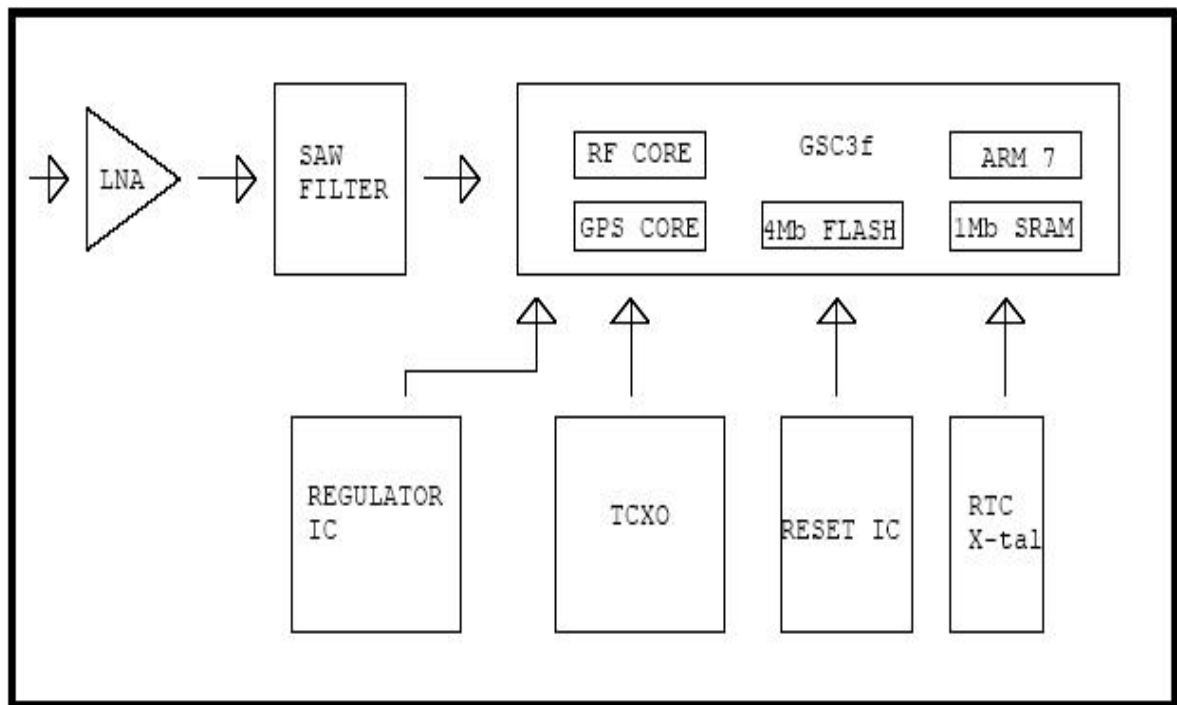 LNA
SAW
FILTER
RF CORE
GSC3f
ARM 7
GPS CORE
4Mb FLASH
1Mb SRAM
REGULATOR
IC
TCXO
RESET IC
RTC
X-tal